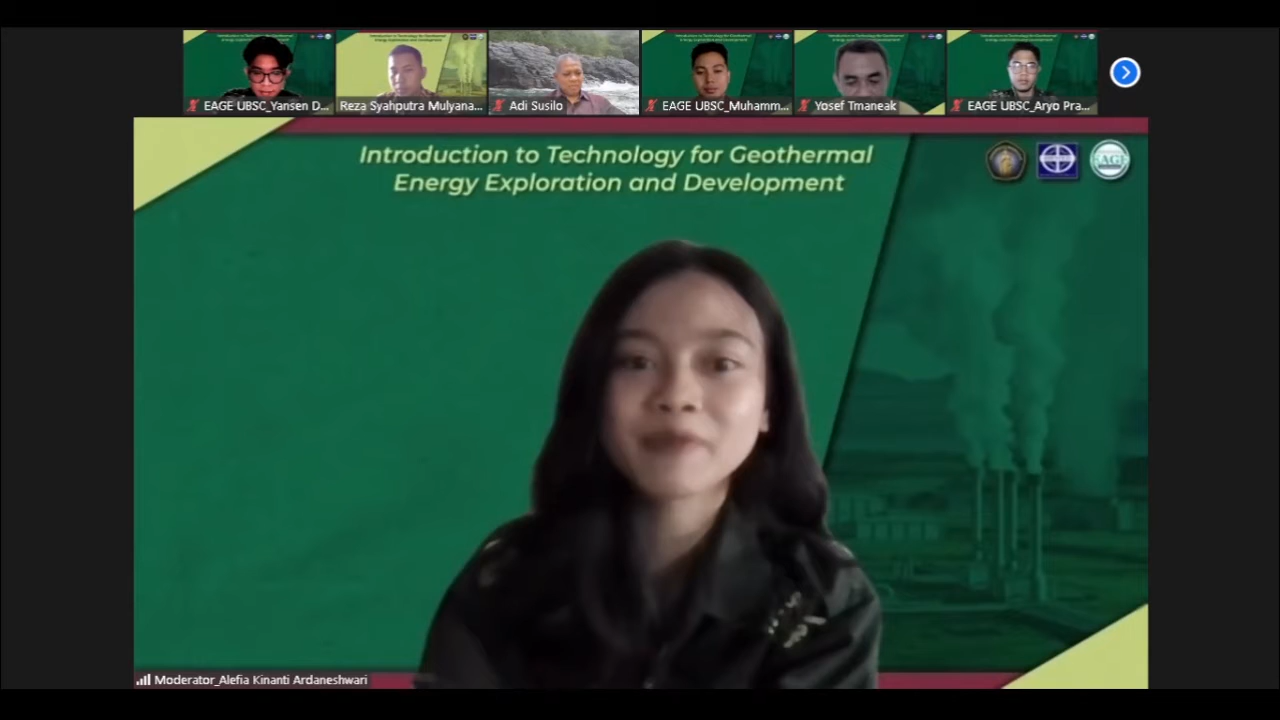 EAGE UBSC_Yansen D...
Reza Syahputra Mulyana...
Adi Susilo
EAGE UBSC_Muhamm...
Yosef Tmaneak
EAGE UBSC_Aryo Pra...
Introduction to Technology for Geothermal
Energy Exploration and Development
EAGE
Moderator_Alefia Kinanti Ardaneshwari